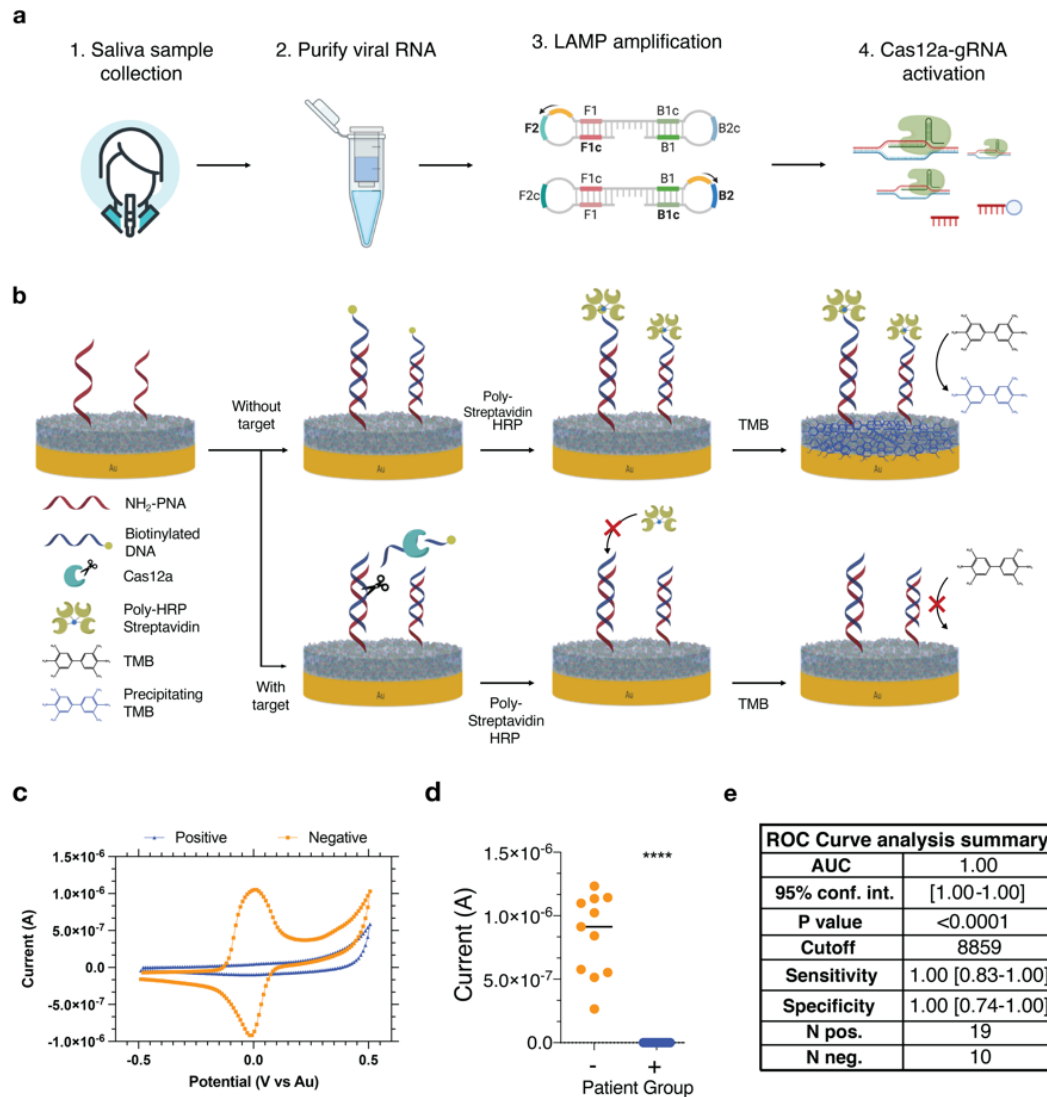 a
1. Saliva sample
collection
2. Purify viral RNA
3. LAMP amplification
4. Cas12a-gRNA
activation
F1
B1c
F2
B2c
F1c
B1
F1c
B1
F2c
B2
F1
B1c
b
Without
target
Poly-
Streptavidin
HRP
TMB
Au
Au
Au
Au
NH₂-PNA
Biotinylated
DNA
Cas12a
Poly-HRP
Streptavidin
TMB
Precipitating
TMB
With
target
Poly-
Streptavidin
HRP
TMB
Au
Au
Au
c
Positive
Negative
1.5×10⁻⁶
1.0×10⁻⁶
5.0×10⁻⁷
0.0
-5.0×10⁻⁷
-1.0×10⁻⁶
Current (A)
-0.5
0.0
0.5
Potential (V vs Au)
d
1.5×10⁻⁶
1.0×10⁻⁶
5.0×10⁻⁷
0.0
Current (A)
****
- +
Patient Group
e
ROC Curve analysis summary
AUC 1.00
95% conf. int. [1.00-1.00]
P value <0.0001
Cutoff 8859
Sensitivity 1.00 [0.83-1.00]
Specificity 1.00 [0.74-1.00]
N pos. 19
N neg. 10